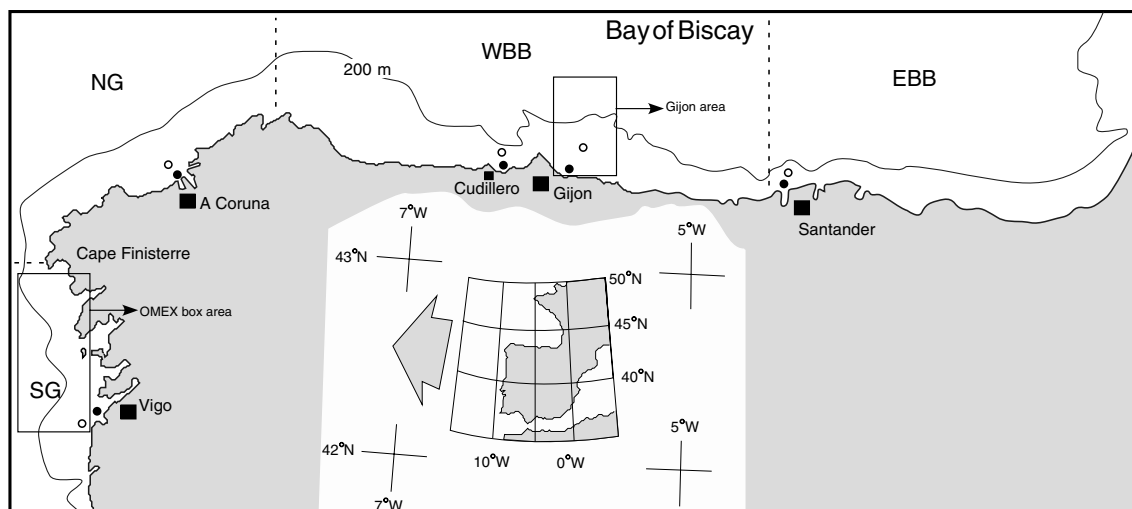 Bay of Biscay
WBB
NG
EBB
200 m
Gijon area
Cudillero
Gijon
A Coruna
Santander
7°W
5°W
Cape Finisterre
43°N
50°N
OMEX box area
45°N
40°N
SG
Vigo
5°W
42°N
10°W
0°W
7°W